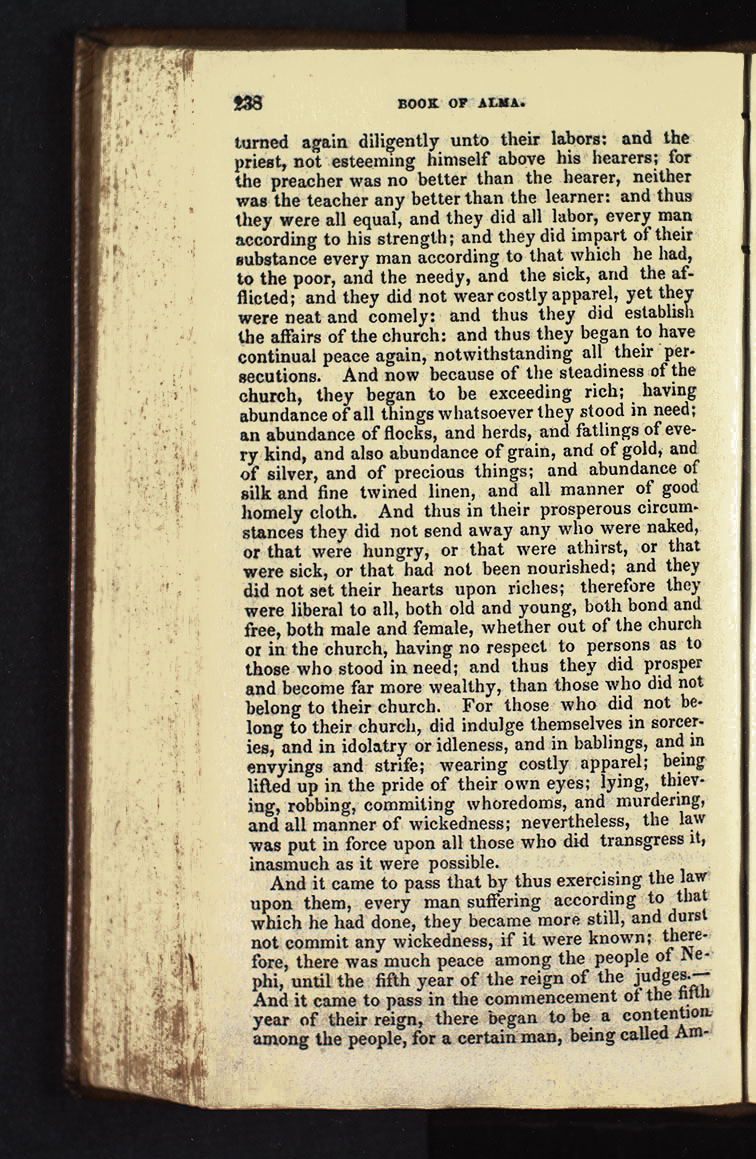 238 BOOK OF ALMA.
turned again diligently unto their labors: and the
priest, not esteeming himself above his hearers; for
the preacher was no better than the hearer, neither
was the teacher any better than the learner: and thus
they were all equal, and they did all labor, every man
according to his strength; and they did impart of their
substance every man according to that which he had,
to the poor, and the needy, and the sick, and the af-
flicted; and they did not wear costly apparel, yet they
were neat and comely: and thus they did establish
the affairs of the church: and thus they began to have
continual peace again, notwithstanding all their per-
secutions. And now because of the steadiness of the
church, they began to be exceeding rich; having
abundance of all things whatsoever they stood in need;
an abundance of flocks, and herds, and fatlings of eve-
ry kind, and also abundance of grain, and of gold, and
of silver, and of precious things; and abundance of
silk and fine twined linen, and all manner of good
homely cloth. And thus in their prosperous circum-
stances they did not send away any who were naked,
or that were hungry, or that were athirst, or that
were sick, or that had not been nourished; and they
did not set their hearts upon riches; therefore they
were liberal to all, both old and young, both bond and
free, both male and female, whether out of the church
or in the church, having no respect to persons as to
those who stood in need; and thus they did prosper
and become far more wealthy, than those who did not
belong to their church. For those who did not be-
long to their church, did indulge themselves in sorcer-
ies, and in idolatry or idleness, and in bablings, and in
envyings and strife; wearing costly apparel; being
lifted up in the pride of their own eyes; lying, thiev-
ing, robbing, commiting whoredoms, and murdering,
and all manner of wickedness; nevertheless, the law
was put in force upon all those who did transgress it,
inasmuch as it were possible.
And it came to pass that by thus exercising the law
upon them, every man suffering according to that
which he had done, they became more still, and durst
not commit any wickedness, if it were known; there-
fore, there was much peace among the people of Ne-
phi, until the fifth year of the reign of the judges.—
And it came to pass in the commencement of the fifth
year of their reign, there began to be a contention
among the people, for a certain man, being called Am-